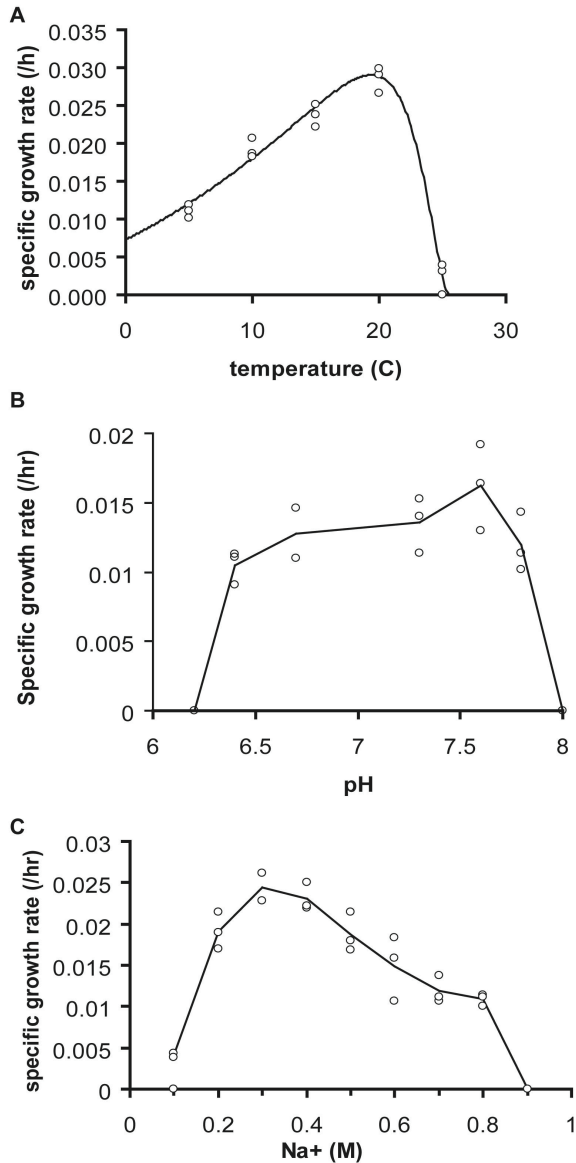 A
specific growth rate (/h)
0.035
0.030
0.025
0.020
0.015
0.010
0.005
0.000
0 10 20 30
temperature (C)
B
Specific growth rate (/hr)
0.02
0.015
0.01
0.005
0
6 6.5 7 7.5 8
pH
C
specific growth rate (/hr)
0.03
0.025
0.02
0.015
0.01
0.005
0
0 0.2 0.4 0.6 0.8 1
Na+ (M)